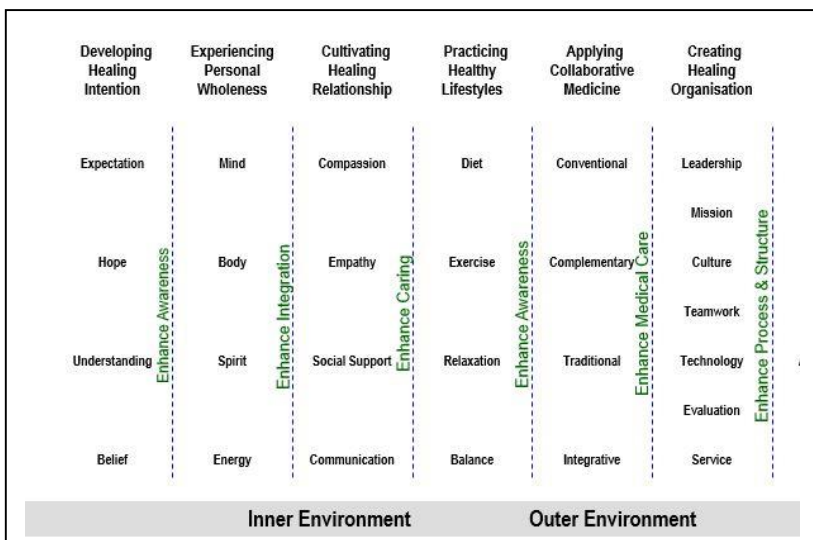 Developing
Healing
Intention
Expectation
Hope
Understanding
Belief
Enhance Awareness
Experiencing
Personal
Wholeness
Mind
Body
Spirit
Energy
Enhance Integration
Cultivating
Healing
Relationship
Compassion
Empathy
Social Support
Communication
Enhance Caring
Practicing
Healthy
Lifestyles
Diet
Exercise
Relaxation
Balance
Enhance Awareness
Applying
Collaborative
Medicine
Conventional
Complementary
Traditional
Integrative
Enhance Medical Care
Creating
Healing
Organisation
Leadership
Mission
Culture
Teamwork
Technology
Evaluation
Service
Enhance Process & Structure
Inner Environment
Outer Environment